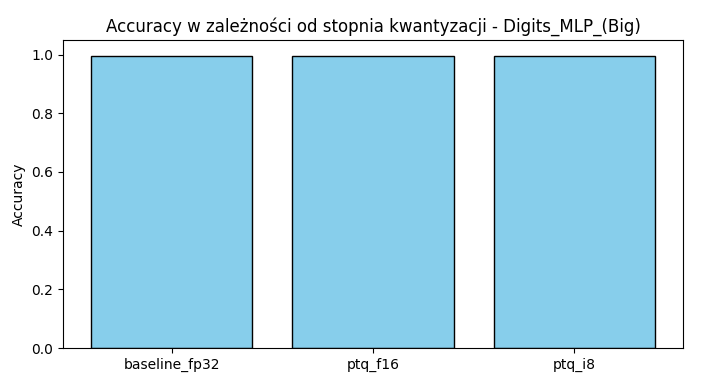 Accuracy w zależności od stopnia kwantyzacji - Digits_MLP_(Big)
Accuracy
1.0
0.8
0.6
0.4
0.2
0.0
baseline_fp32
ptq_f16
ptq_i8